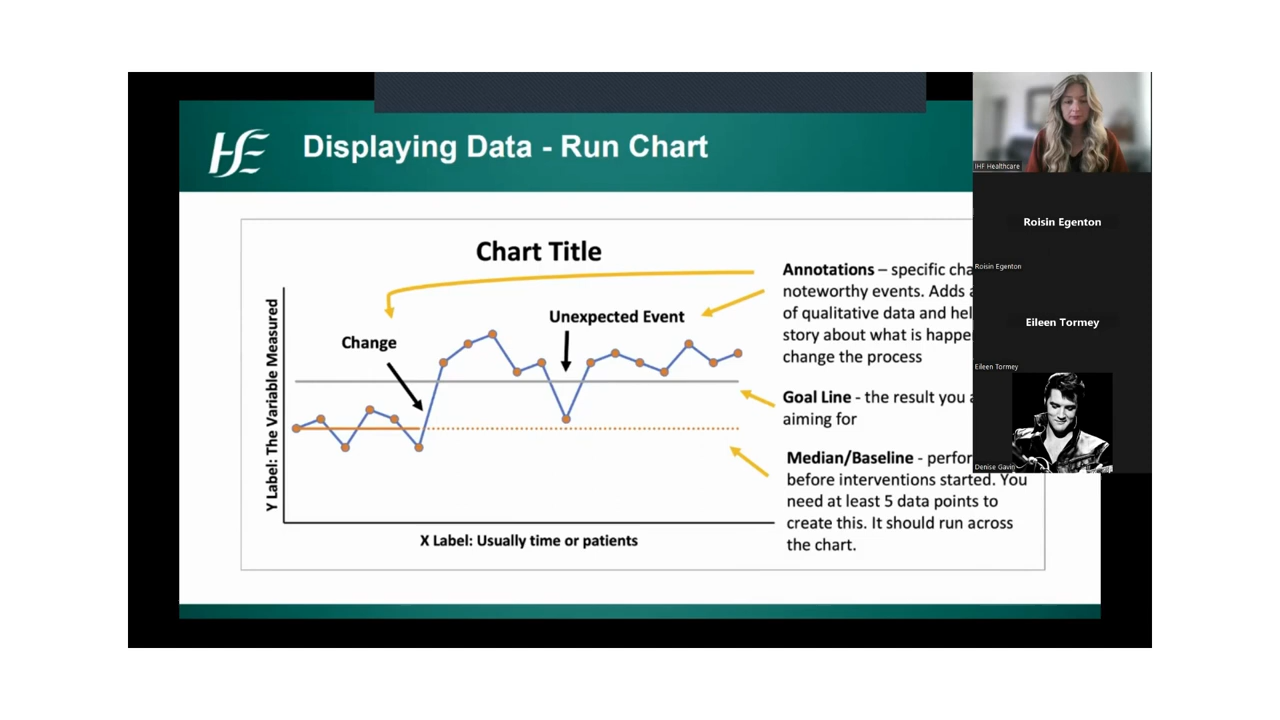 HSE
Displaying Data - Run Chart
Chart Title
Y Label: The Variable Measured
Change
Unexpected Event
X Label: Usually time or patients
Annotations – specific cha
noteworthy events. Adds
of qualitative data and hel
story about what is happe
change the process
Goal Line - the result you a
aiming for
Median/Baseline - perfor
before interventions started. You
need at least 5 data points to
create this. It should run across
the chart.
IHF Healthcare
Roisin Egenton
Roisin Egenton
Eileen Tormey
Eileen Tormey
Denise Gavin